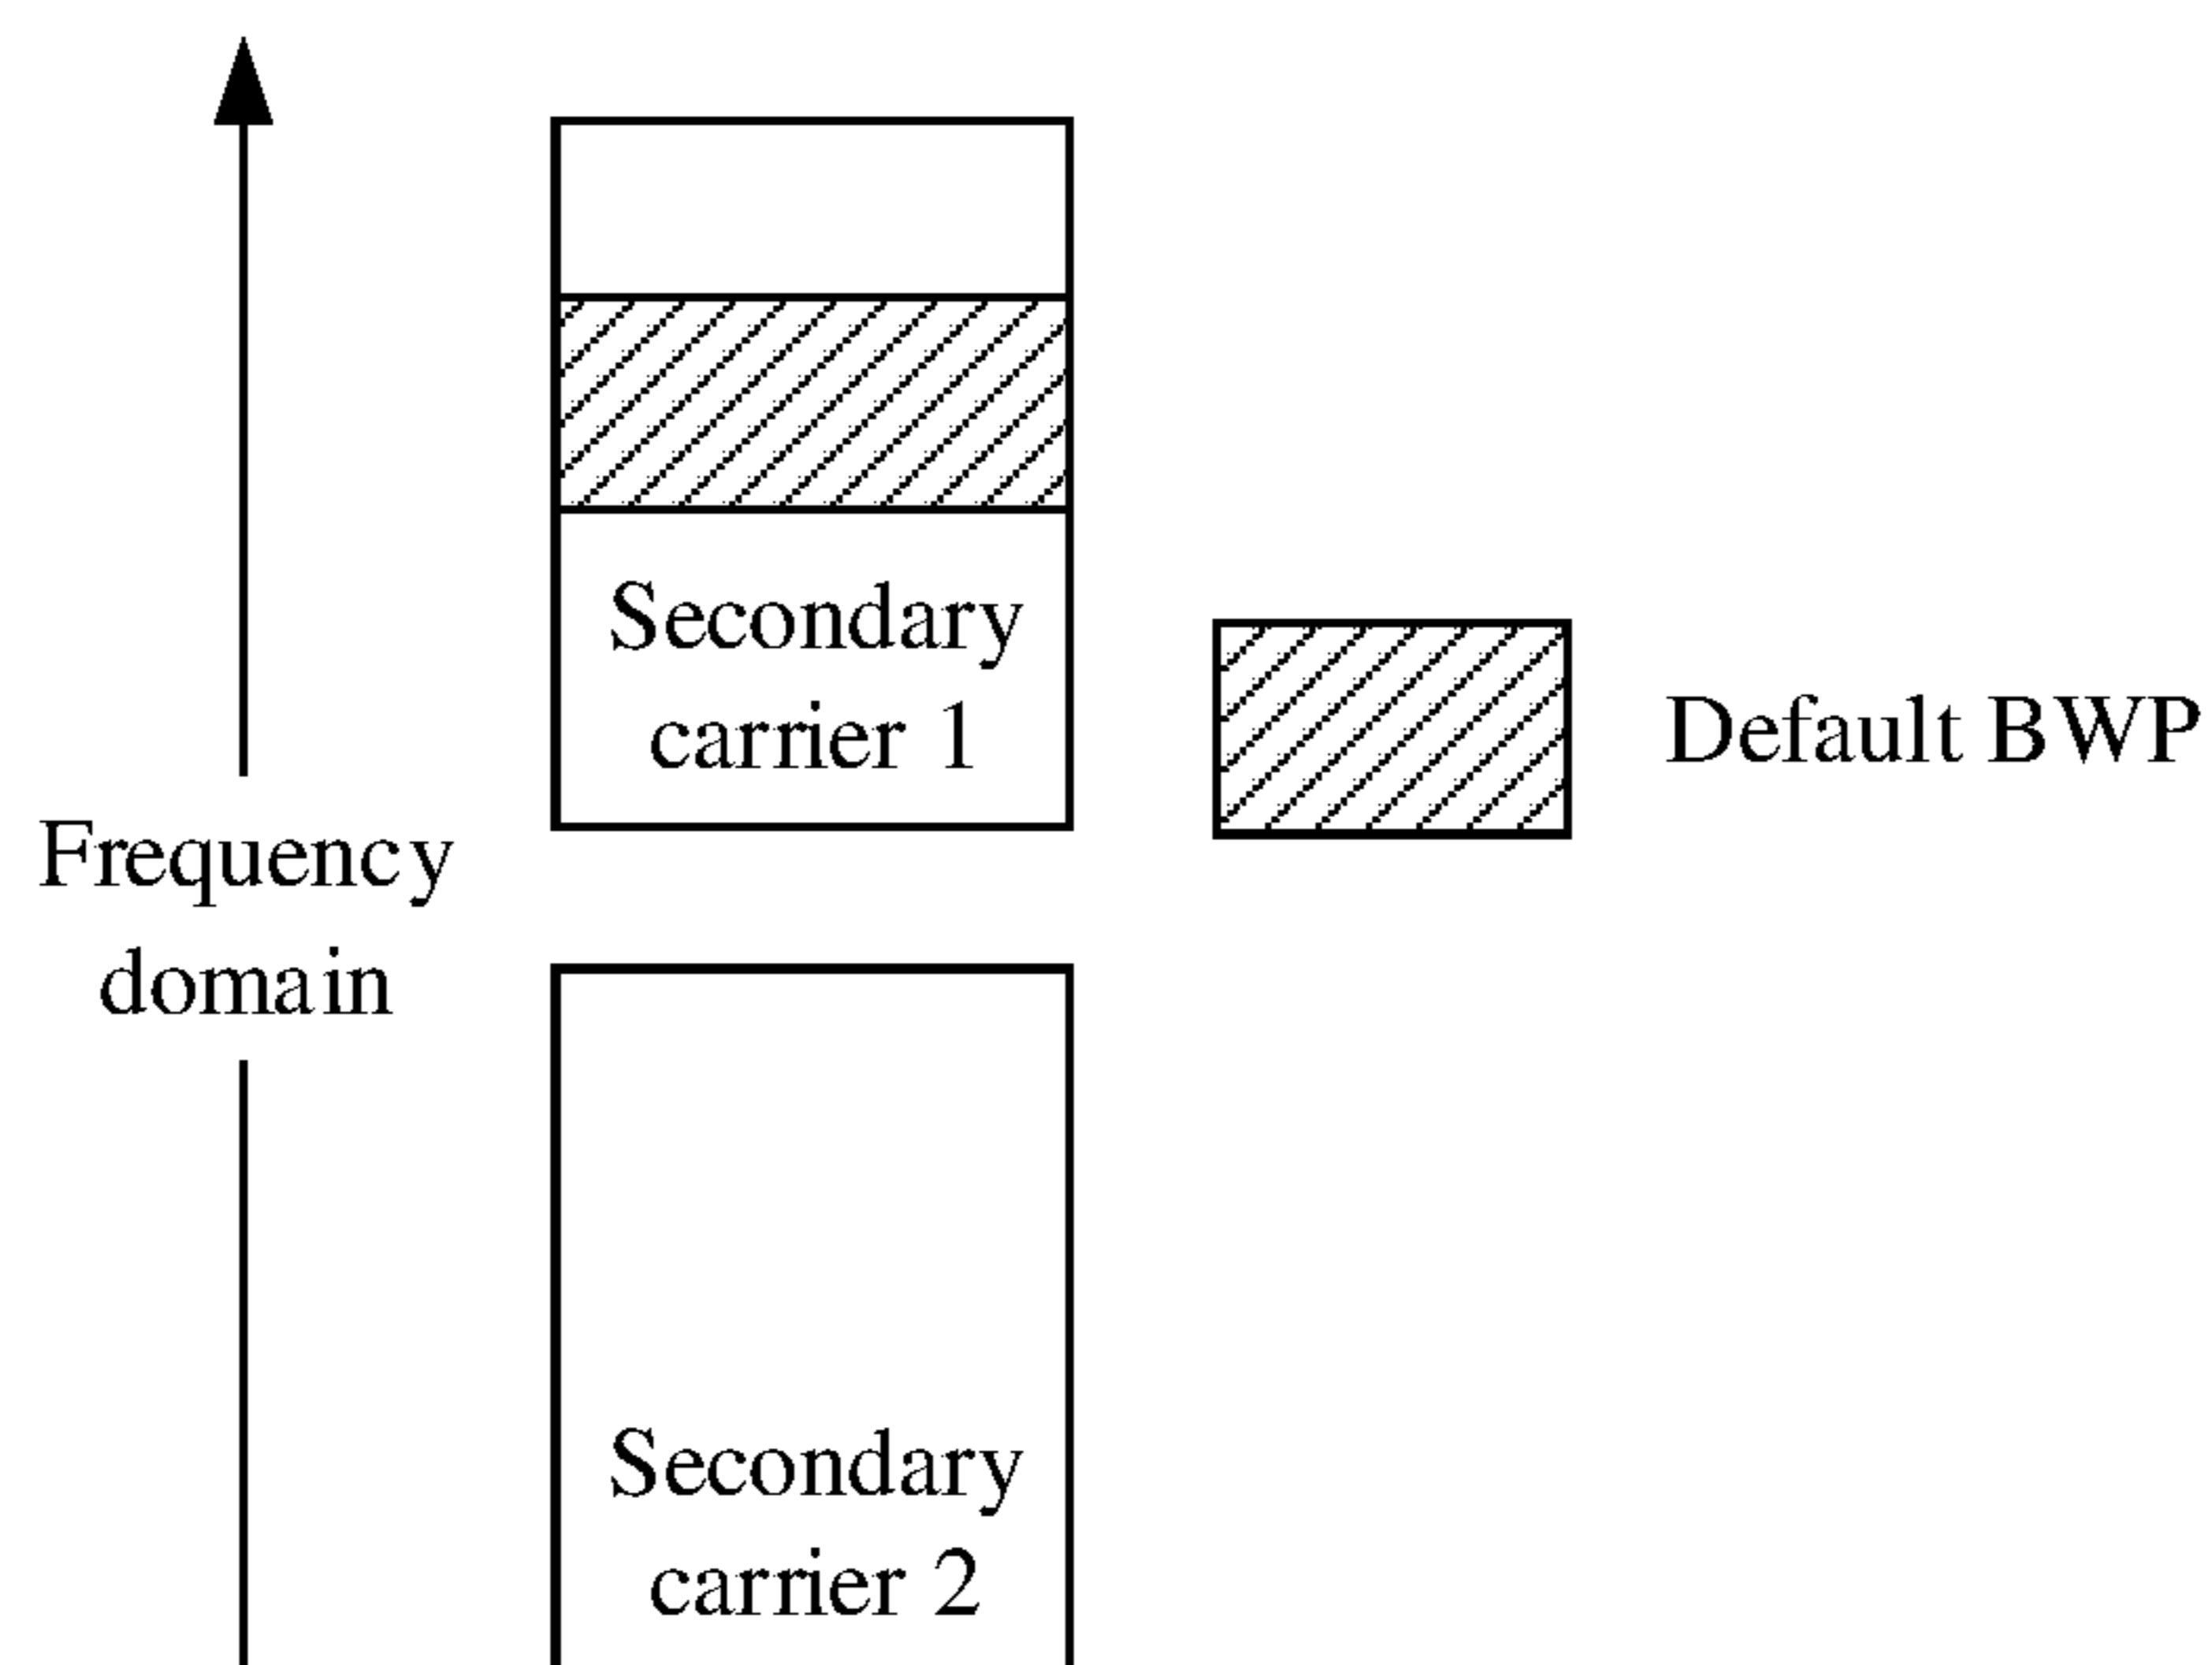 Secondary
carrier 1
Default BWP
Frequency
domain
Secondary
carrier 2